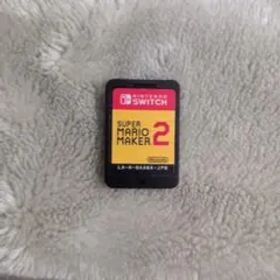 NINTENDO
SWITCH
SUPER
MARIO
MAKER 2
Nintendo